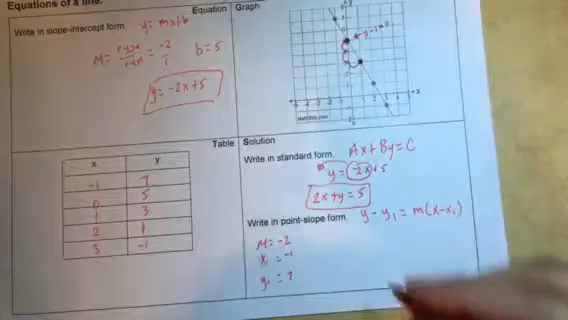 Equations of a line.
Equation
Graph
Write in slope-intercept form. y = mx+b
m = rise/run = -2/1 b = 5
y = -2x+5
Table
Solution
x y
-1 7
0 5
1 3
2 1
3 -1
Write in standard form. Ax + By = C
y = -2x+5
2x+y = 5
Write in point-slope form. y - y₁ = m(x-x₁)
m = -2
x₁ = -1
y₁ = 7